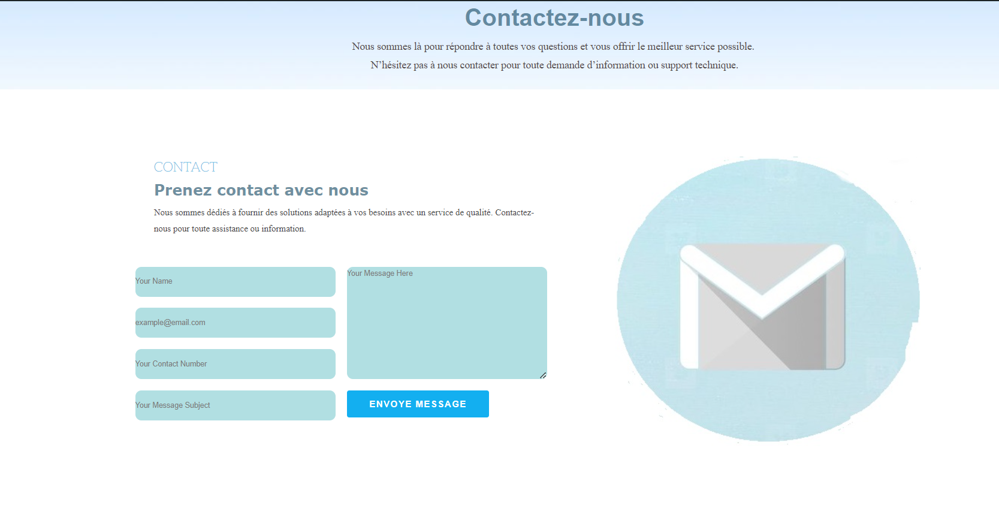 Contactez-nous
Nous sommes là pour répondre à toutes vos questions et vous offrir le meilleur service possible.
N’hésitez pas à nous contacter pour toute demande d’information ou support technique.
CONTACT
Prenez contact avec nous
Nous sommes dédiés à fournir des solutions adaptées à vos besoins avec un service de qualité. Contactez-
nous pour toute assistance ou information.
Your Name
example@email.com
Your Contact Number
Your Message Subject
Your Message Here
ENVOYE MESSAGE